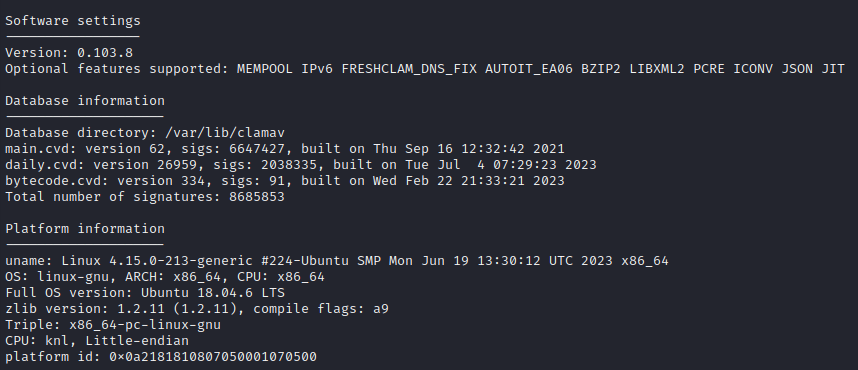 Software settings
-----------------
Version: 0.103.8
Optional features supported: MEMPOOL IPv6 FRESHCLAM_DNS_FIX AUTOIT_EA06 BZIP2 LIBXML2 PCRE ICONV JSON JIT
Database information
--------------------
Database directory: /var/lib/clamav
main.cvd: version 62, sigs: 6647427, built on Thu Sep 16 12:32:42 2021
daily.cvd: version 26959, sigs: 2038335, built on Tue Jul  4 07:29:23 2023
bytecode.cvd: version 334, sigs: 91, built on Wed Feb 22 21:33:21 2023
Total number of signatures: 8685853
Platform information
--------------------
uname: Linux 4.15.0-213-generic #224-Ubuntu SMP Mon Jun 19 13:30:12 UTC 2023 x86_64
OS: linux-gnu, ARCH: x86_64, CPU: x86_64
Full OS version: Ubuntu 18.04.6 LTS
zlib version: 1.2.11 (1.2.11), compile flags: a9
Triple: x86_64-pc-linux-gnu
CPU: knl, Little-endian
platform id: 0x0a2181810807050001070500